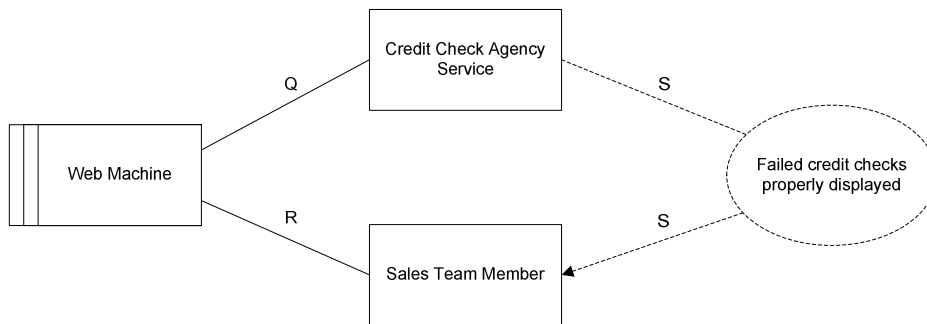 Credit Check Agency
Service
Q
S
Web Machine
Failed credit checks
properly displayed
R
S
Sales Team Member